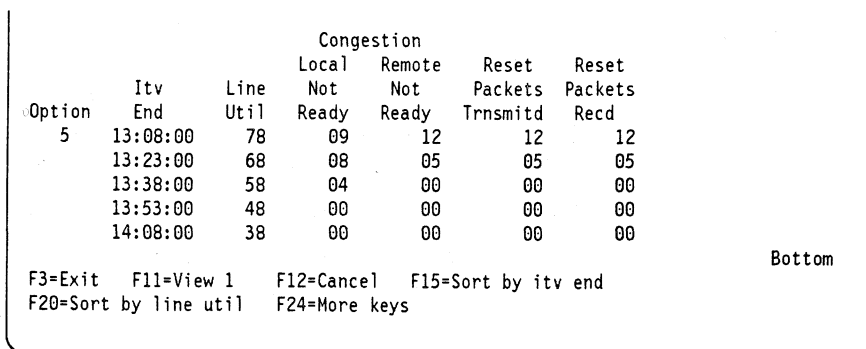 Congestion
Local Remote Reset Reset
Itv Line Not Not Packets Packets
Option End Util Ready Ready Trnsmitd Recd
5 13:08:00 78 09 12 12 12
13:23:00 68 08 05 05 05
13:38:00 58 04 00 00 00
13:53:00 48 00 00 00 00
14:08:00 38 00 00 00 00
Bottom
F3=Exit F11=View 1 F12=Cancel F15=Sort by itv end
F20=Sort by line util F24=More keys